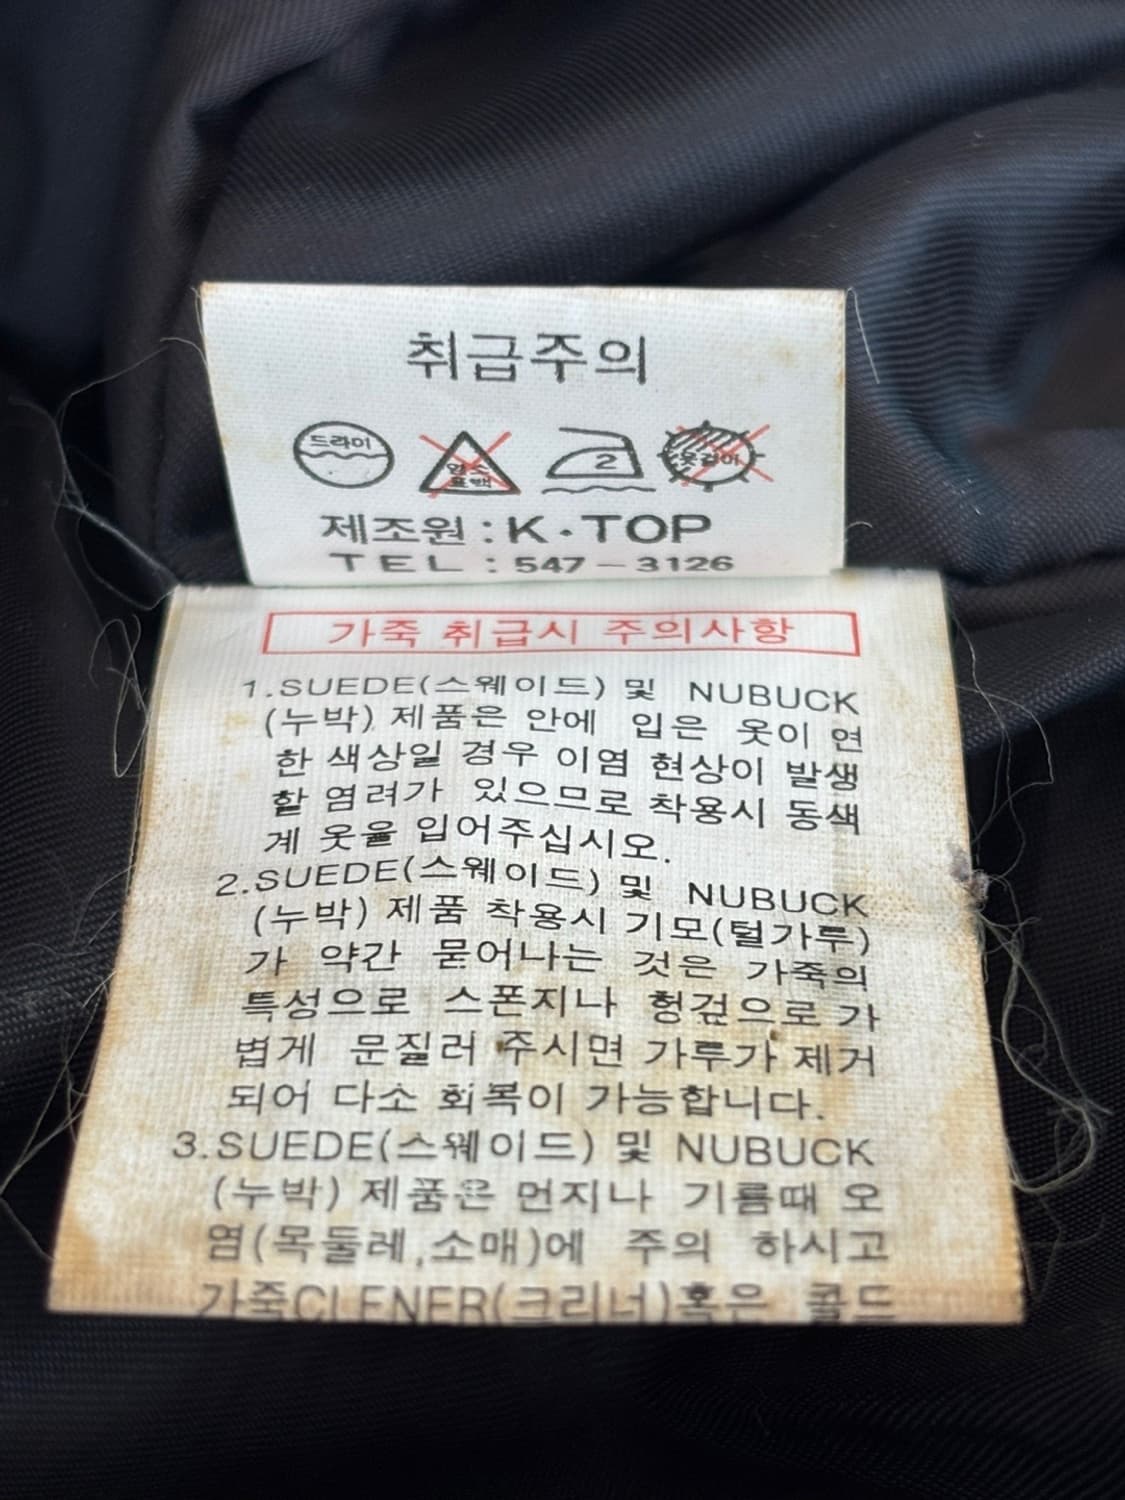 취급주의
드라이
염소
표백
2
옷걸이
제조원 : K·TOP
TEL : 547-3126
가죽 취급시 주의사항
1.SUEDE(스웨이드) 및 NUBUCK
(누박) 제품은 안에 입은 옷이 연
한 색상일 경우 이염 현상이 발생
할 염려가 있으므로 착용시 동색
계 옷을 입어주십시오.
2.SUEDE(스웨이드) 및 NUBUCK
(누박) 제품 착용시 기모(털가루)
가 약간 묻어나는 것은 가죽의
특성으로 스폰지나 헝겊으로 가
볍게 문질러 주시면 가루가 제거
되어 다소 회복이 가능합니다.
3.SUEDE(스웨이드) 및 NUBUCK
(누박) 제품은 먼지나 기름때 오
염(목둘레,소매)에 주의 하시고
가죽CLENER(크리너)혹은 콜드